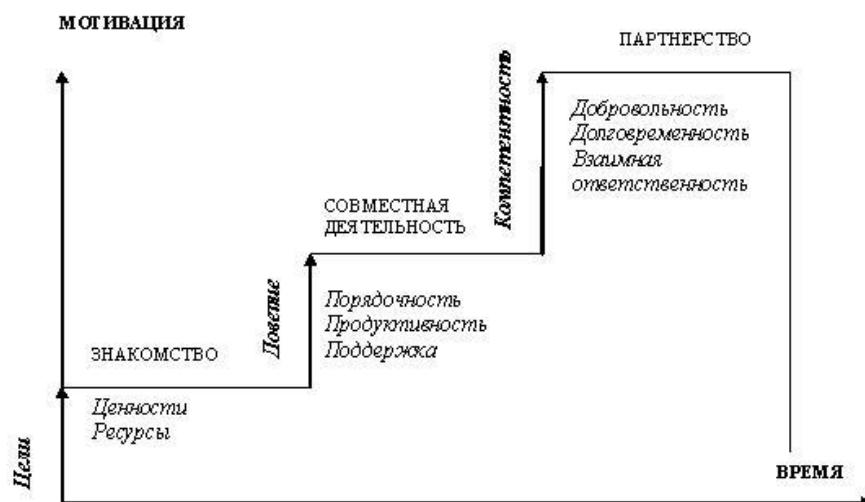 МОТИВАЦИЯ
ПАРТНЕРСТВО
Компетентность
Добровольность
Долговременность
Взаимная
ответственность
СОВМЕСТНАЯ
ДЕЯТЕЛЬНОСТЬ
Доверие
Порядочность
Продуктивность
Поддержка
ЗНАКОМСТВО
Ценности
Ресурсы
Цели
ВРЕМЯ